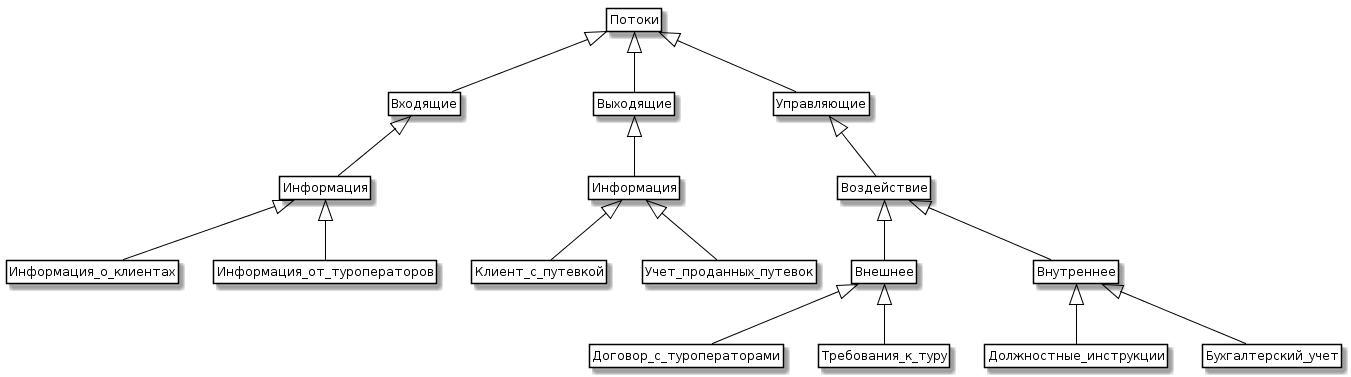 Потоки
Входящие
Выходящие
Управляющие
Информация
Информация
Воздействие
Информация_о_клиентах
Информация_от_туроператоров
Клиент_с_путевкой
Учет_проданных_путевок
Внешнее
Внутреннее
Договор_с_туроператорами
Требования_к_туру
Должностные_инструкции
Бухгалтерский_учет